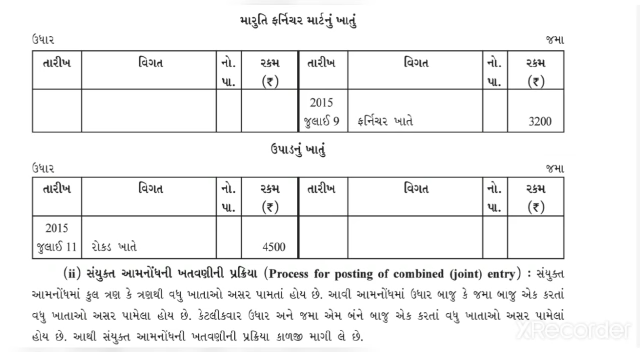 મારુતિ ફર્નિચર માર્ટનું ખાતું
ઉધાર જમા
તારીખ વિગત નો. પા. રકમ (₹) તારીખ વિગત નો. પા. રકમ (₹)
2015
જુલાઈ 9 ફર્નિચર ખાતે 3200
ઉપાડનું ખાતું
ઉધાર જમા
તારીખ વિગત નો. પા. રકમ (₹) તારીખ વિગત નો. પા. રકમ (₹)
2015
જુલાઈ 11 રોકડ ખાતે 4500
(ii) સંયુક્ત આમનોંધની ખતવણીની પ્રક્રિયા (Process for posting of combined (joint) entry) : સંયુક્ત
આમનોંધમાં કુલ ત્રણ કે ત્રણથી વધુ ખાતાઓ અસર પામતાં હોય છે. આવી આમનોંધમાં ઉધાર બાજુ કે જમા બાજુ એક કરતાં
વધુ ખાતાઓ અસર પામેલા હોય છે. કેટલીકવાર ઉધાર અને જમા એમ બંને બાજુ એક કરતાં વધુ ખાતાઓ અસર પામેલાં
હોય છે. આથી સંયુક્ત આમનોંધની ખતવણીની પ્રક્રિયા કાળજી માગી લે છે.
XRecorder